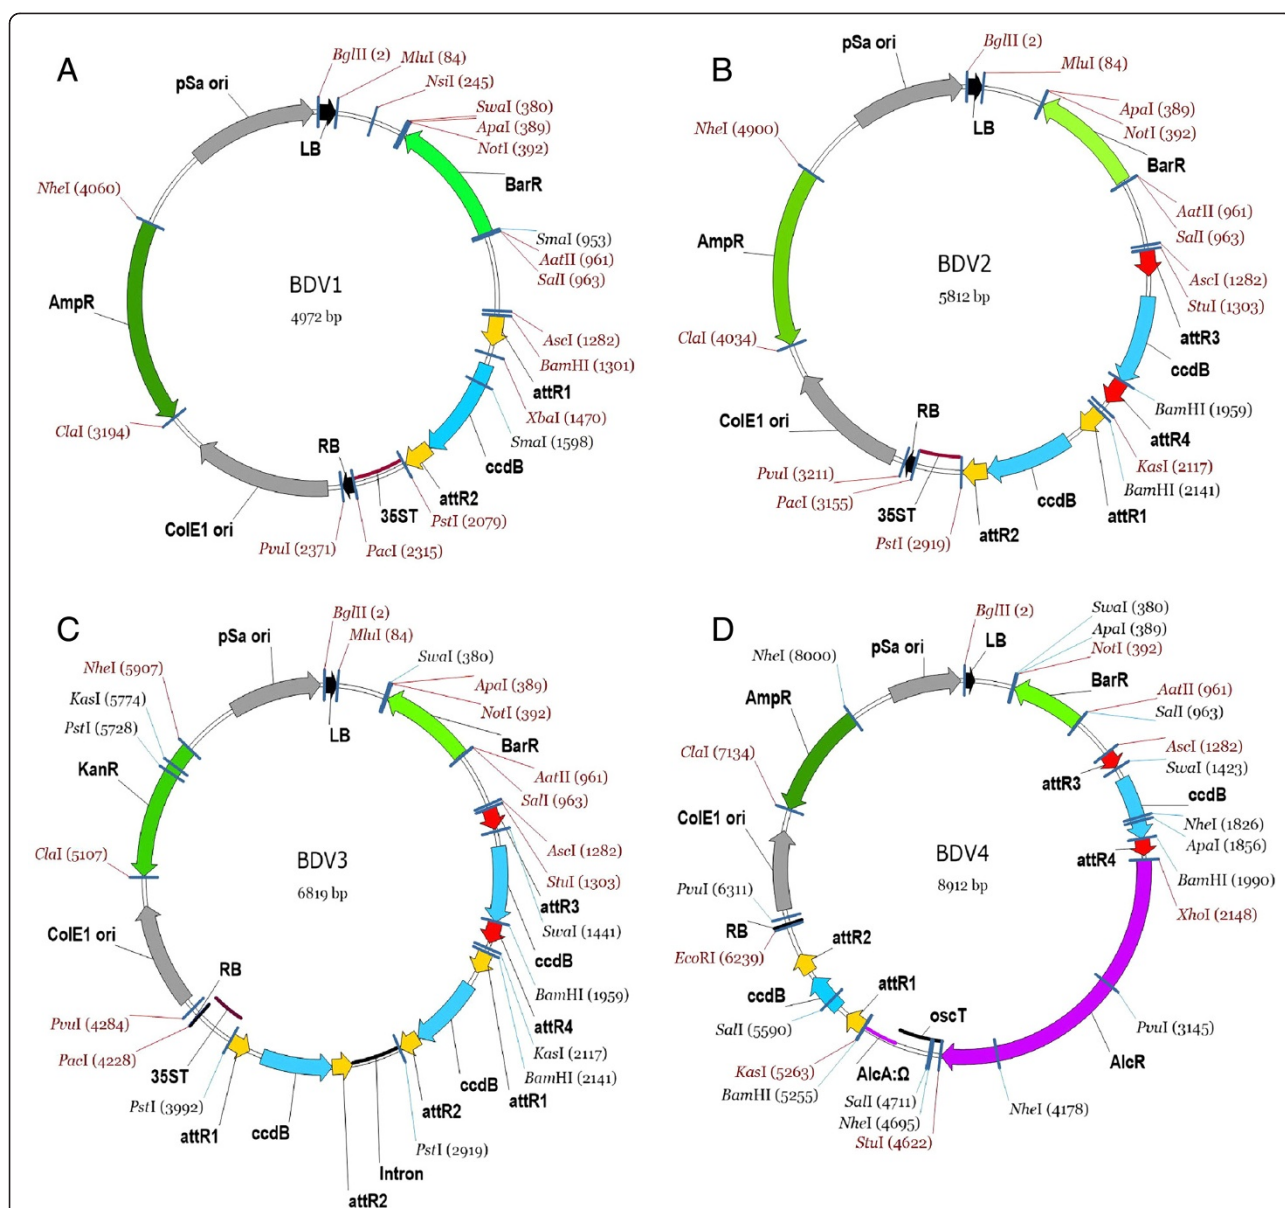 A
BglII (2)
MluI (84)
NsiI (245)
pSa ori
SwaI (380)
ApaI (389)
NotI (392)
LB
BarR
NheI (4060)
SmaI (953)
AatII (961)
SalI (963)
BDV1
4972 bp
AmpR
AscI (1282)
BamHI (1301)
attR1
XbaI (1470)
ClaI (3194)
SmaI (1598)
RB
ccdB
attR2
ColE1 ori
35ST
PstI (2079)
PvuI (2371)
PacI (2315)
B
pSa ori
BglII (2)
MluI (84)
ApaI (389)
NotI (392)
LB
NheI (4900)
BarR
AatII (961)
SalI (963)
AmpR
BDV2
5812 bp
AscI (1282)
StuI (1303)
ClaI (4034)
attR3
ccdB
BamHI (1959)
RB
ColE1 ori
attR4
KasI (2117)
PvuI (3211)
ccdB
BamHI (2141)
PacI (3155)
35ST
attR1
PstI (2919)
attR2
C
BglII (2)
MluI (84)
pSa ori
SwaI (380)
NheI (5907)
ApaI (389)
KasI (5774)
NotI (392)
PstI (5728)
LB
BarR
KanR
AatII (961)
SalI (963)
ClaI (5107)
BDV3
6819 bp
AscI (1282)
StuI (1303)
attR3
ColE1 ori
SwaI (1441)
ccdB
RB
BamHI (1959)
attR4
PvuI (4284)
KasI (2117)
PacI (4228)
ccdB
BamHI (2141)
35ST
attR1
PstI (3992)
attR2
attR1
ccdB
PstI (2919)
Intron
attR2
D
BglII (2)
SwaI (380)
ApaI (389)
NotI (392)
LB
pSa ori
NheI (8000)
BarR
AatII (961)
SalI (963)
AmpR
AscI (1282)
SwaI (1423)
ClaI (7134)
attR3
ccdB
ColE1 ori
NheI (1826)
ApaI (1856)
BDV4
8912 bp
attR4
BamHI (1990)
PvuI (6311)
XhoI (2148)
RB
attR2
EcoRI (6239)
ccdB
attR1
oscT
SalI (5590)
PvuI (3145)
KasI (5263)
AlcA:Ω
AlcR
BamHI (5255)
SalI (4711)
NheI (4695)
StuI (4622)
NheI (4178)